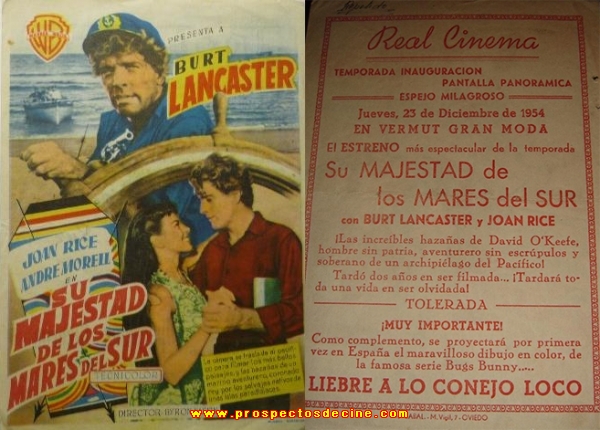 WB
PRESENTA A
BURT
LANCASTER
JOAN RICE
ANDRE MORELL
EN
SU
MAJESTAD
DE LOS
MARES DEL SUR
TECNICOLOR
Real Cinema
TEMPORADA INAUGURACION
PANTALLA PANORAMICA
ESPEJO MILAGROSO
Jueves, 23 de Diciembre de 1954
EN VERMUT GRAN MODA
El ESTRENO más espectacular de la temporada
Su MAJESTAD de
los MARES del SUR
con BURT LANCASTER y JOAN RICE
¡Las increíbles hazañas de David O'Keefe,
hombre sin patria, aventurero sin escrúpulos y
soberano de un archipiélago del Pacífico!
Tardó dos años en ser filmada... ¡Tardará to-
da una vida en ser olvidada!
TOLERADA
¡MUY IMPORTANTE!
Como complemento, se proyectará por primera
vez en España el maravilloso dibujo en color, de
la famosa serie Bugs Bunny.....
LIEBRE A LO CONEJO LOCO
M. Vigil, 7 - OVIEDO
www.prospectosdecine.com